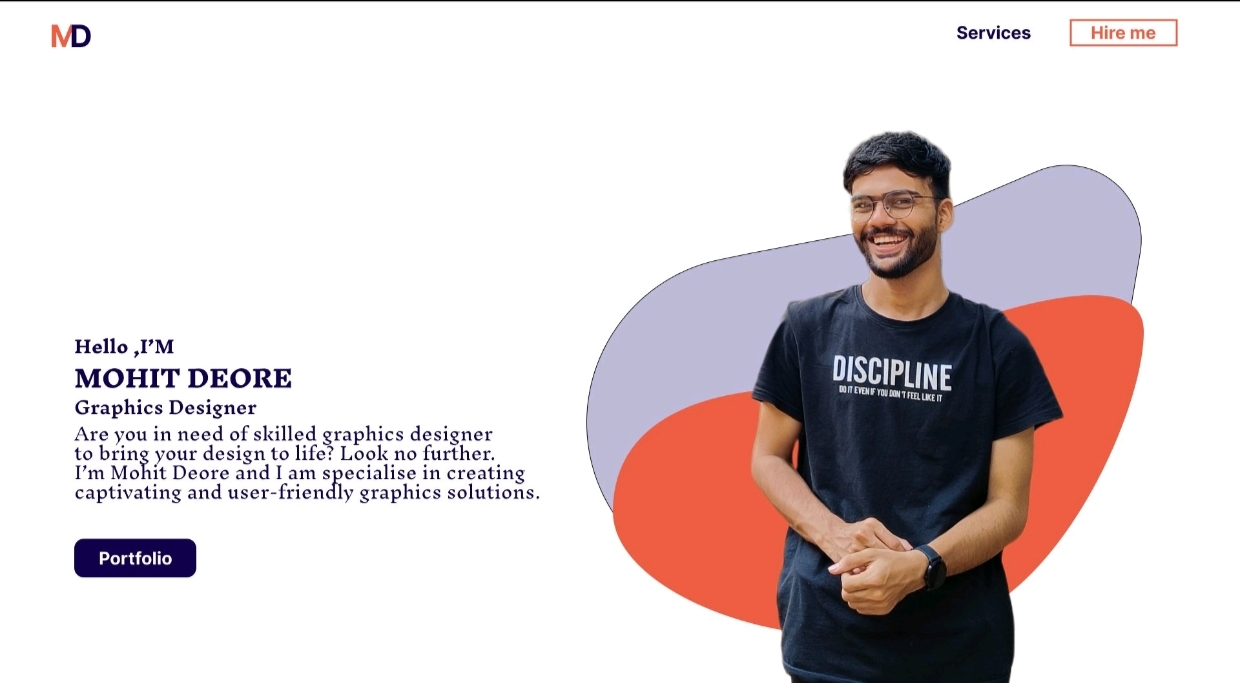 MD
Services
Hire me
Hello ,I’M
MOHIT DEORE
Graphics Designer
Are you in need of skilled graphics designer
to bring your design to life? Look no further.
I’m Mohit Deore and I am specialise in creating
captivating and user-friendly graphics solutions.
Portfolio
DISCIPLINE
DO IT EVEN IF YOU DON'T FEEL LIKE IT